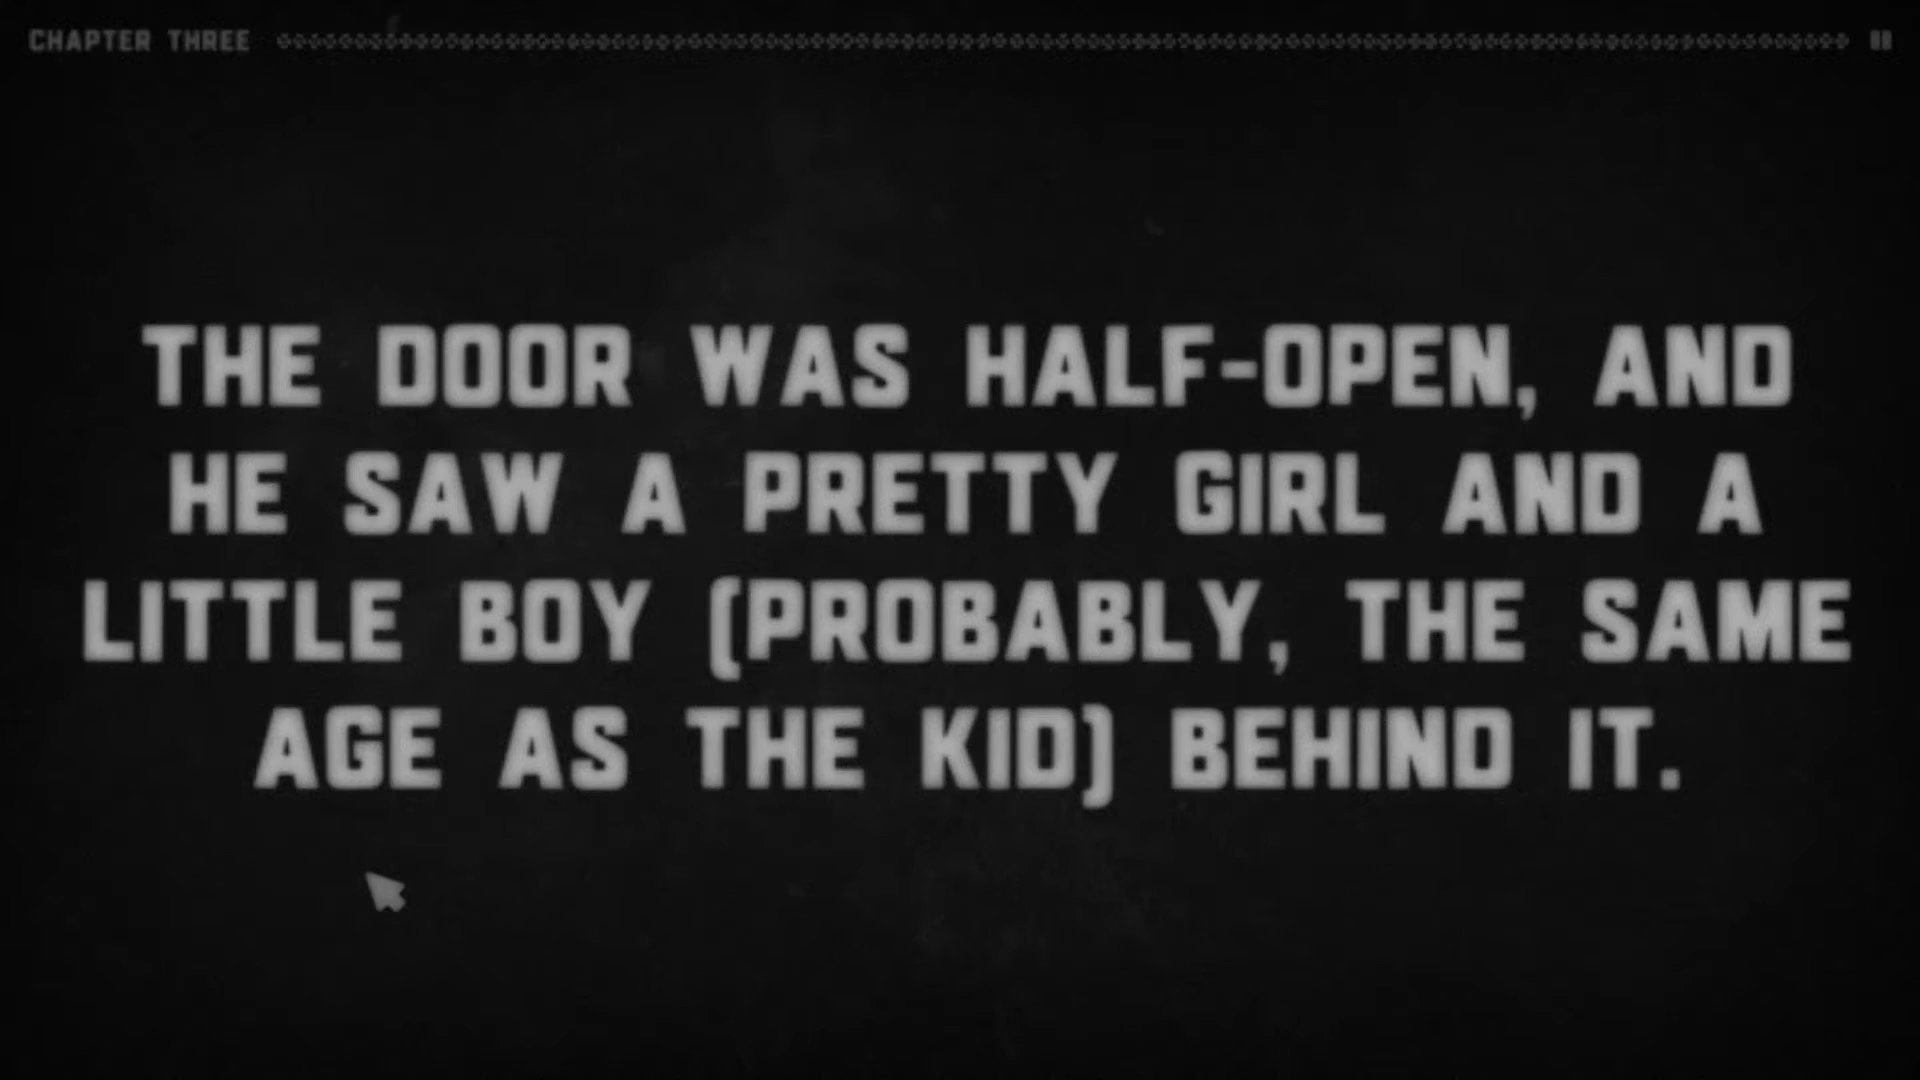 CHAPTER THREE
THE DOOR WAS HALF-OPEN, AND
HE SAW A PRETTY GIRL AND A
LITTLE BOY (PROBABLY, THE SAME
AGE AS THE KID) BEHIND IT.